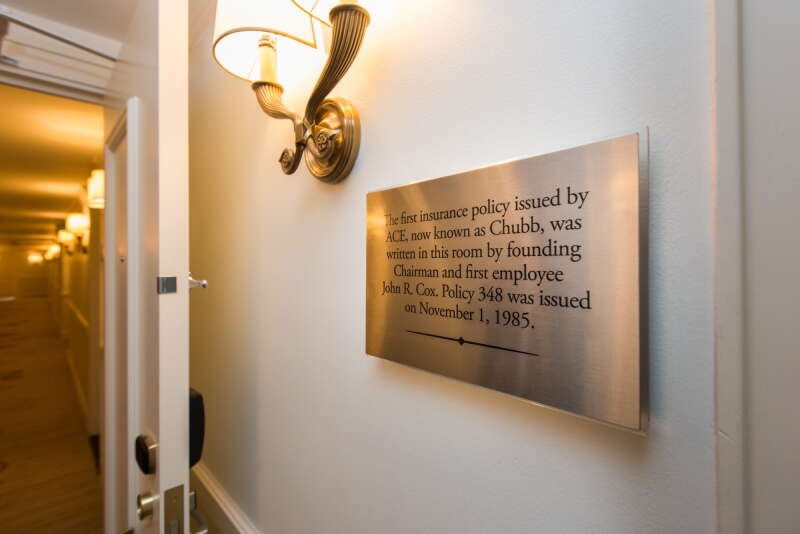 The first insurance policy issued by
ACE, now known as Chubb, was
written in this room by founding
Chairman and first employee
John R. Cox. Policy 348 was issued
on November 1, 1985.